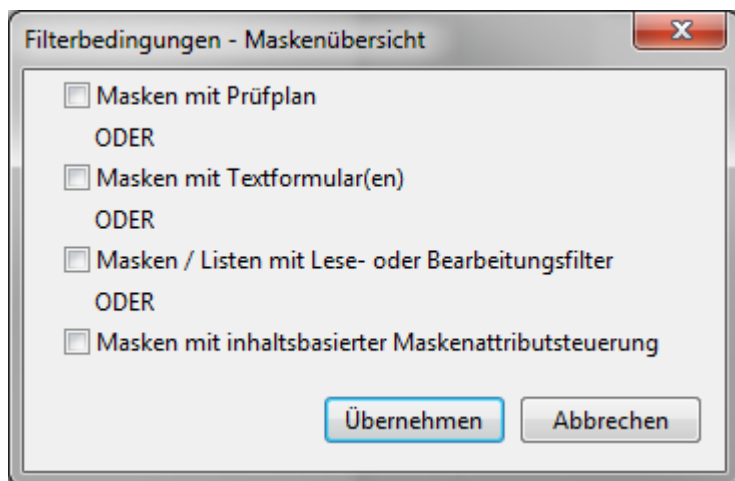 Filterbedingungen - Maskenübersicht
Masken mit Prüfplan
ODER
Masken mit Textformular(en)
ODER
Masken / Listen mit Lese- oder Bearbeitungsfilter
ODER
Masken mit inhaltsbasierter Maskenattributsteuerung
Übernehmen
Abbrechen